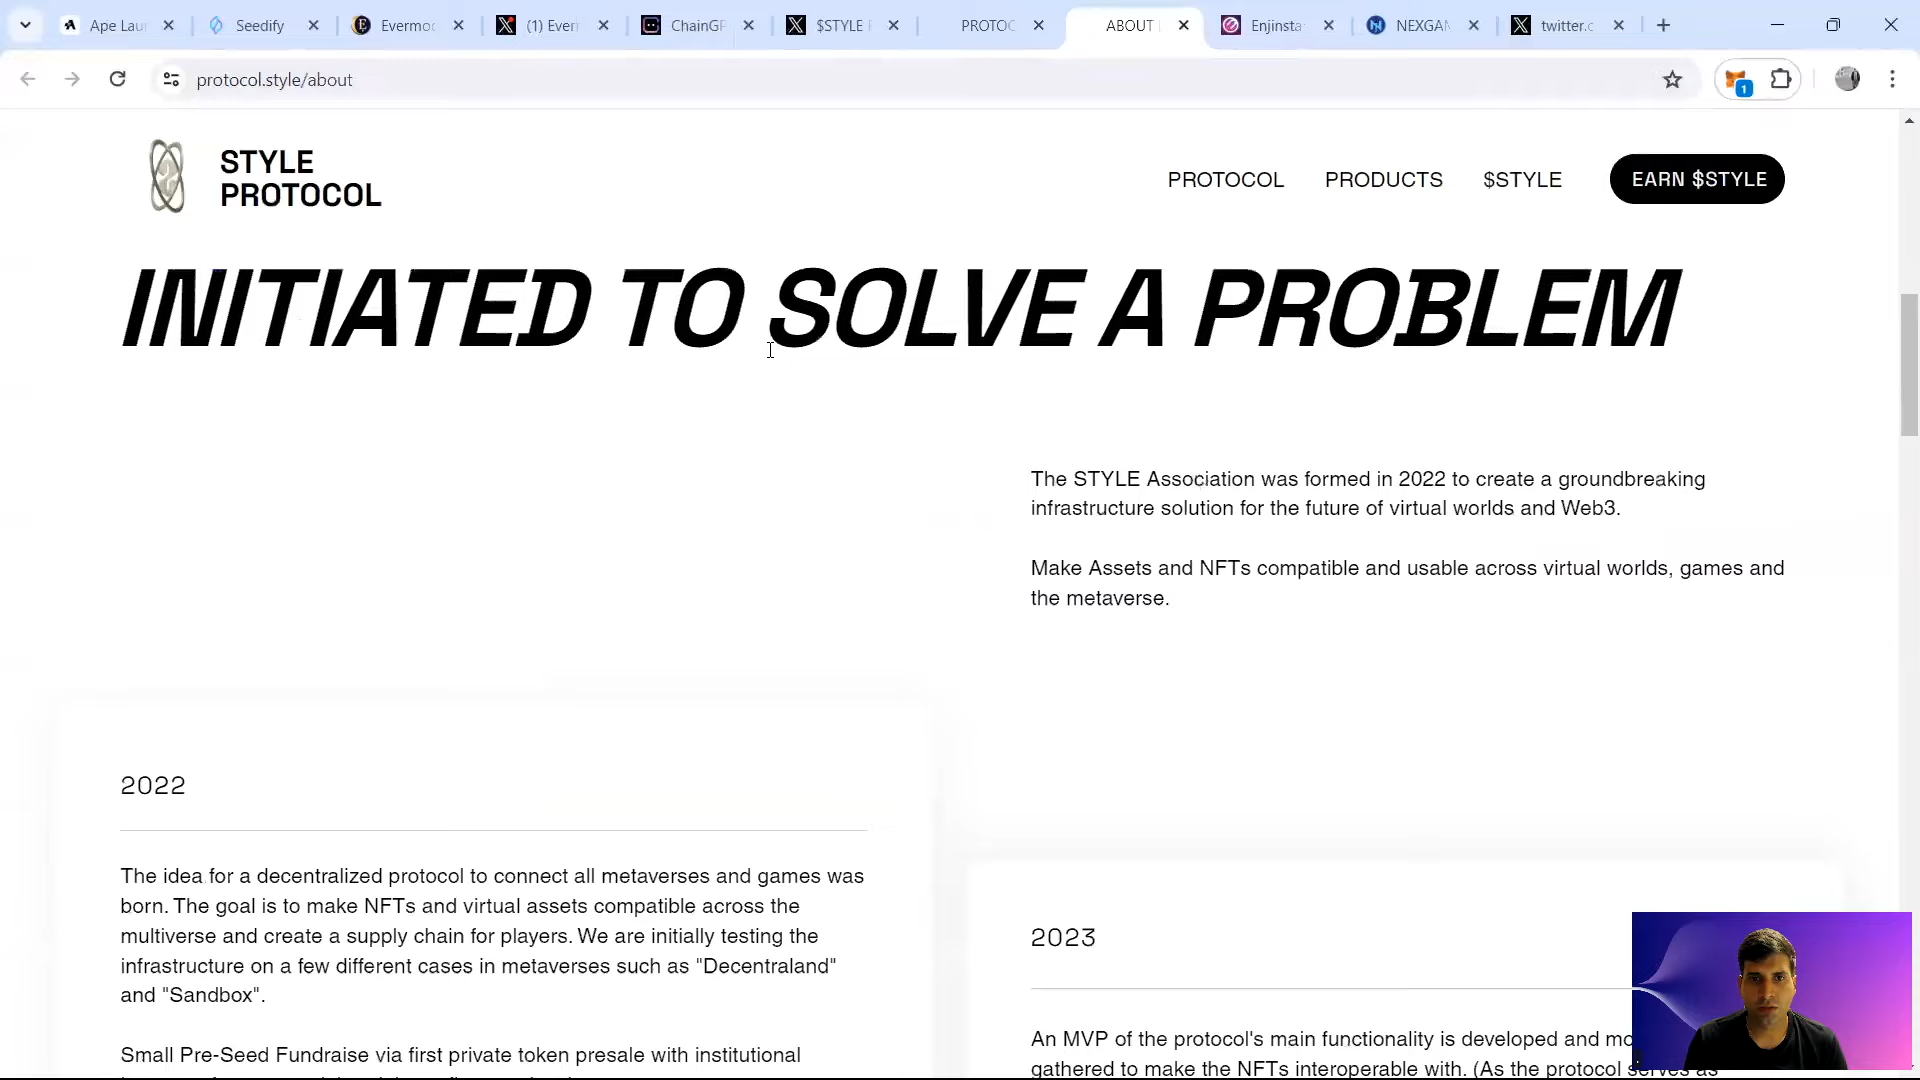 Ape Lau
Seedify
Evermo
(1) Ever
ChainGP
$STYLE
PROTOC
ABOUT
Enjinsta
NEXGA
twitter.c
protocol.style/about
1
STYLE
PROTOCOL
PROTOCOL
PRODUCTS
$STYLE
EARN $STYLE
INITIATED TO SOLVE A PROBLEM
The STYLE Association was formed in 2022 to create a groundbreaking
infrastructure solution for the future of virtual worlds and Web3.
Make Assets and NFTs compatible and usable across virtual worlds, games and
the metaverse.
2022
The idea for a decentralized protocol to connect all metaverses and games was
born. The goal is to make NFTs and virtual assets compatible across the
multiverse and create a supply chain for players. We are initially testing the
infrastructure on a few different cases in metaverses such as "Decentraland"
and "Sandbox".
Small Pre-Seed Fundraise via first private token presale with institutional
2023
An MVP of the protocol's main functionality is developed and mo
gathered to make the NFTs interoperable with. (As the protocol serves as